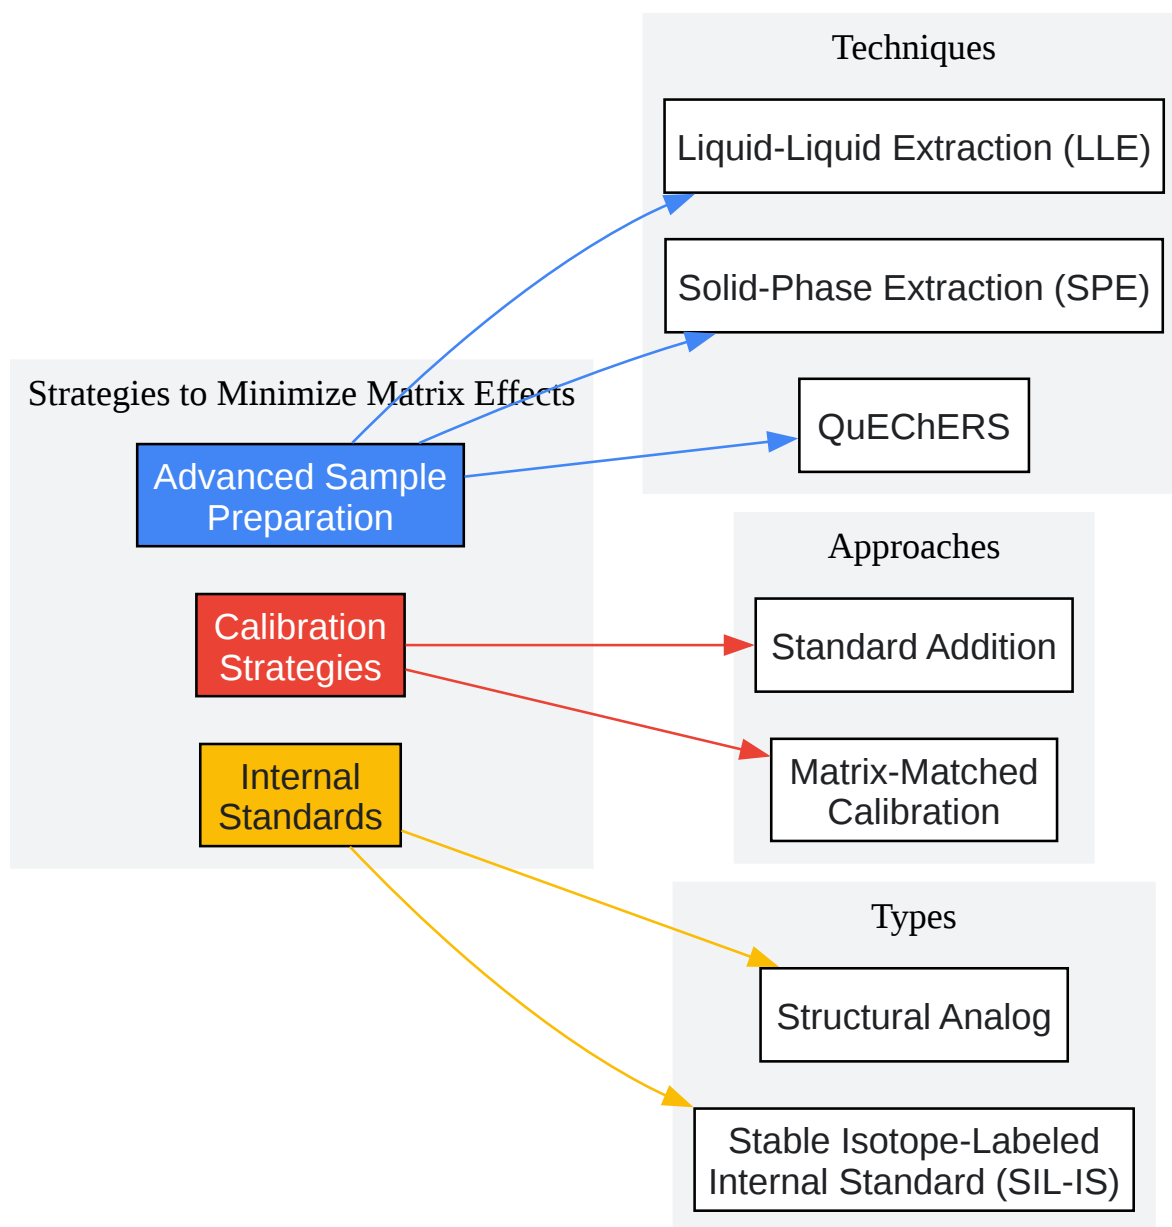 Techniques
Liquid-Liquid Extraction (LLE)
Solid-Phase Extraction (SPE)
QuEChERS
Strategies to Minimize Matrix Effects
Advanced Sample
Preparation
Calibration
Strategies
Internal
Standards
Approaches
Standard Addition
Matrix-Matched
Calibration
Types
Structural Analog
Stable Isotope-Labeled
Internal Standard (SIL-IS)